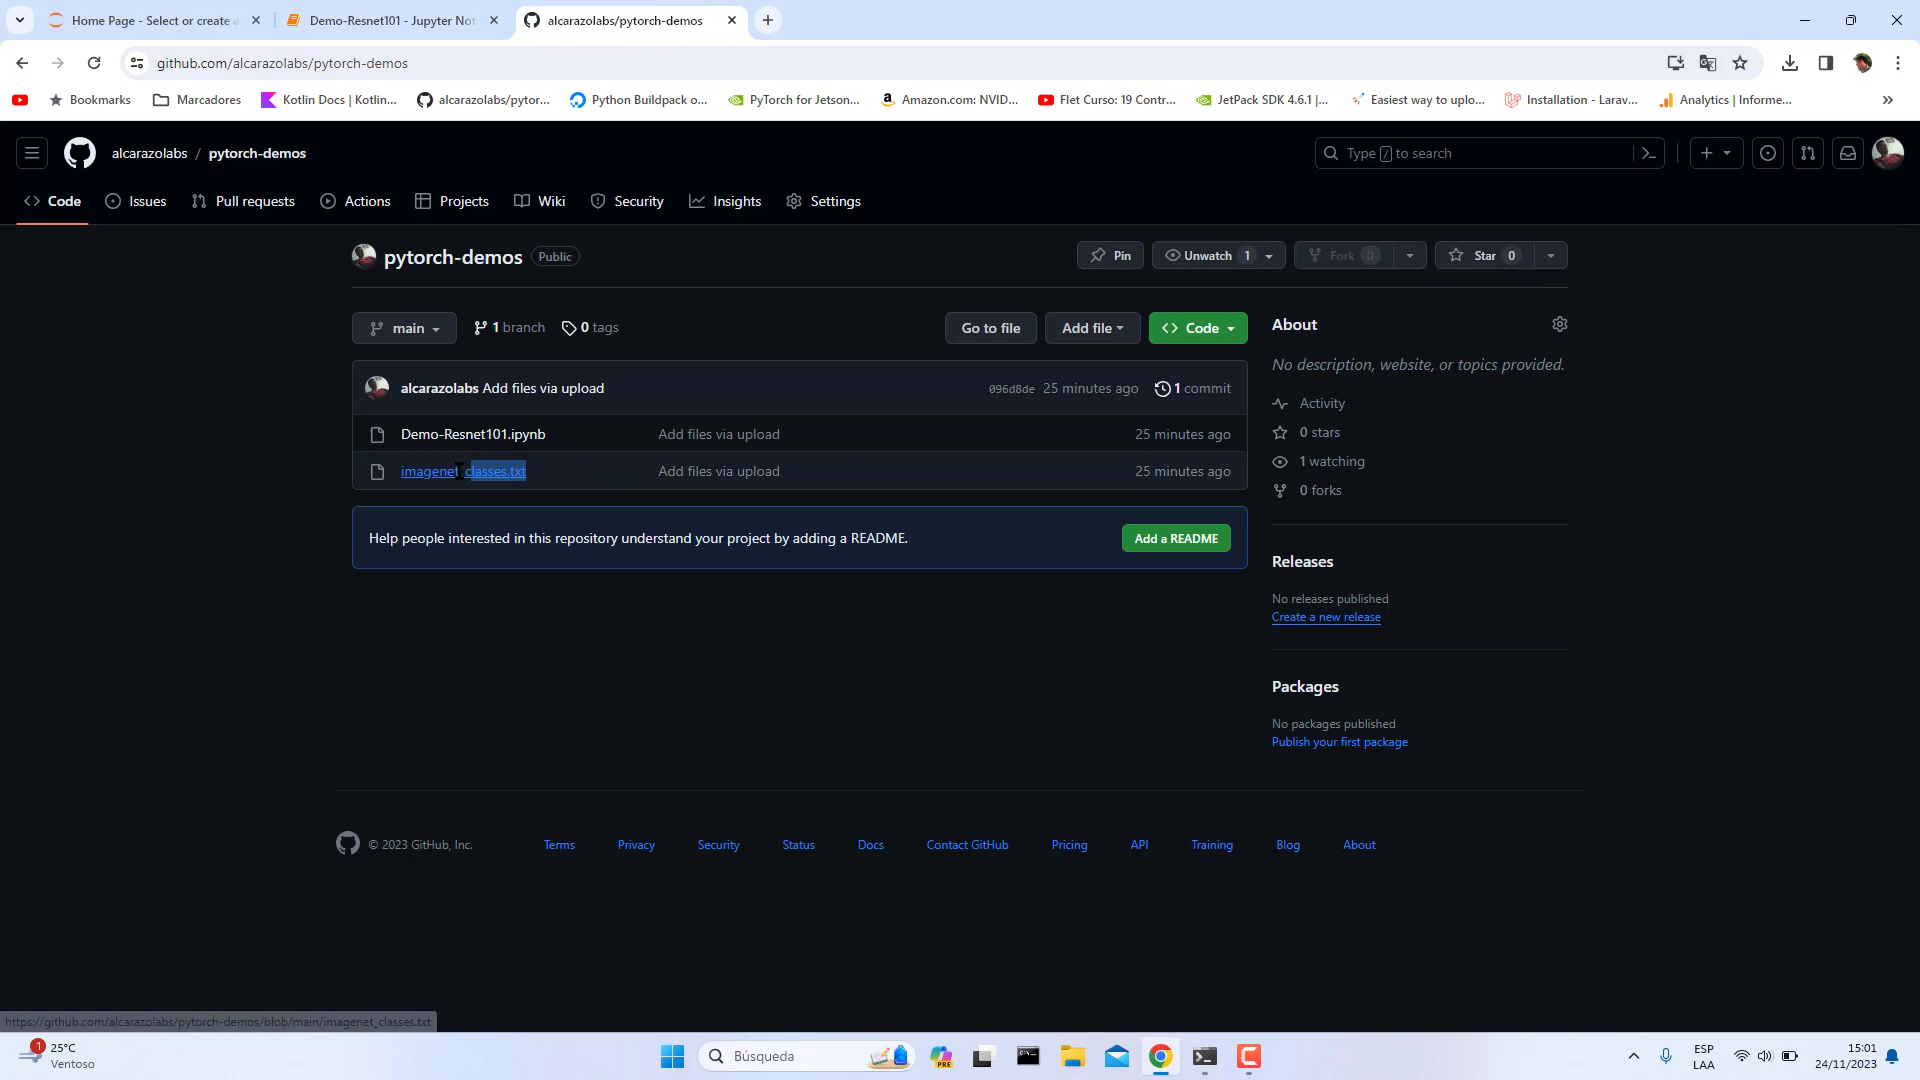 Home Page - Select or create a
Demo-Resnet101 - Jupyter Not
alcarazolabs/pytorch-demos
github.com/alcarazolabs/pytorch-demos
Bookmarks
Marcadores
Kotlin Docs | Kotlin...
alcarazolabs/pytor...
Python Buildpack o...
PyTorch for Jetson...
Amazon.com: NVID...
Flet Curso: 19 Contr...
JetPack SDK 4.6.1 |...
Easiest way to uplo...
Installation - Larav...
Analytics | Informe...
alcarazolabs / pytorch-demos
Type / to search
Code
Issues
Pull requests
Actions
Projects
Wiki
Security
Insights
Settings
pytorch-demos Public
Pin
Unwatch 1
Fork 0
Star 0
main
1 branch
0 tags
Go to file
Add file
<> Code
alcarazolabs Add files via upload
096d8de 25 minutes ago
1 commit
Demo-Resnet101.ipynb Add files via upload 25 minutes ago
imagenet_classes.txt Add files via upload 25 minutes ago
Help people interested in this repository understand your project by adding a README.
Add a README
About
No description, website, or topics provided.
Activity
0 stars
1 watching
0 forks
Releases
No releases published
Create a new release
Packages
No packages published
Publish your first package
© 2023 GitHub, Inc.
Terms
Privacy
Security
Status
Docs
Contact GitHub
Pricing
API
Training
Blog
About
https://github.com/alcarazolabs/pytorch-demos/blob/main/imagenet_classes.txt
1
25°C
Ventoso
Búsqueda
PRE
ESP
LAA
15:01
24/11/2023